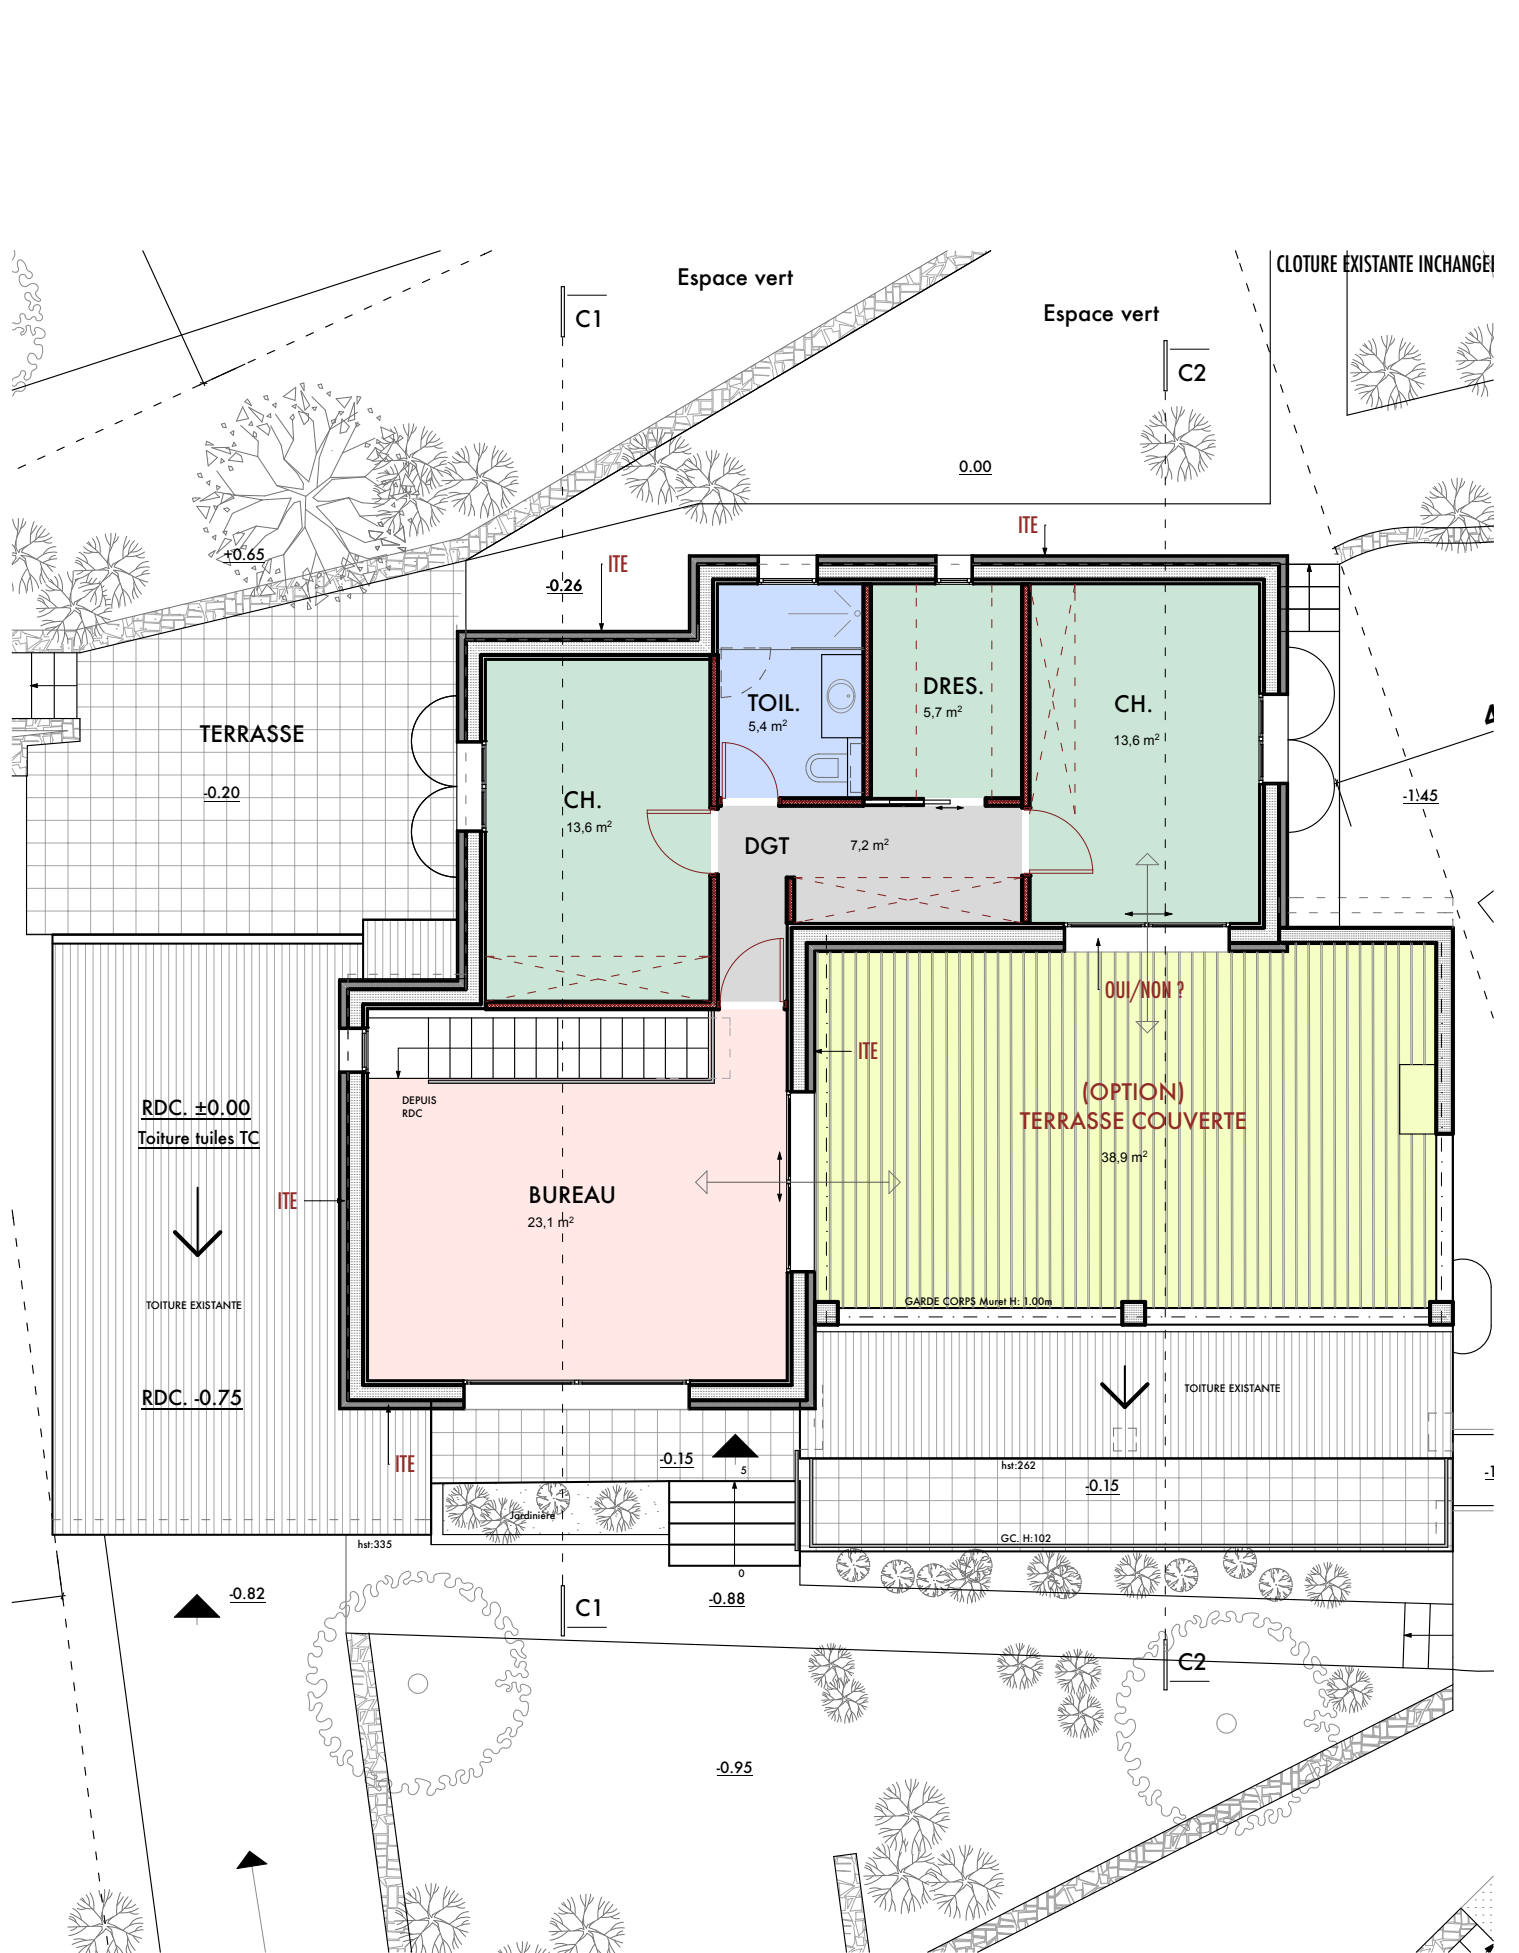 CLOTURE EXISTANTE INCHANGEE
Espace vert
Espace vert
C1
C2
0.00
ITE
+0.65
ITE
-0.26
DRES.
5,7 m²
TOIL.
5,4 m²
CH.
13,6 m²
TERRASSE
-0.20
-1.45
CH.
13,6 m²
DGT
7,2 m²
OUI/NON ?
ITE
(OPTION)
TERRASSE COUVERTE
38,9 m²
DEPUIS
RDC
RDC. ±0.00
Toiture tuiles TC
ITE
BUREAU
23,1 m²
TOITURE EXISTANTE
GARDE CORPS Muret H: 1.00m
RDC. -0.75
TOITURE EXISTANTE
ITE
-0.15
5
hst:262
-0.15
Jardinière
hst:335
GC. H:102
0
-0.82
-0.88
C1
C2
-0.95